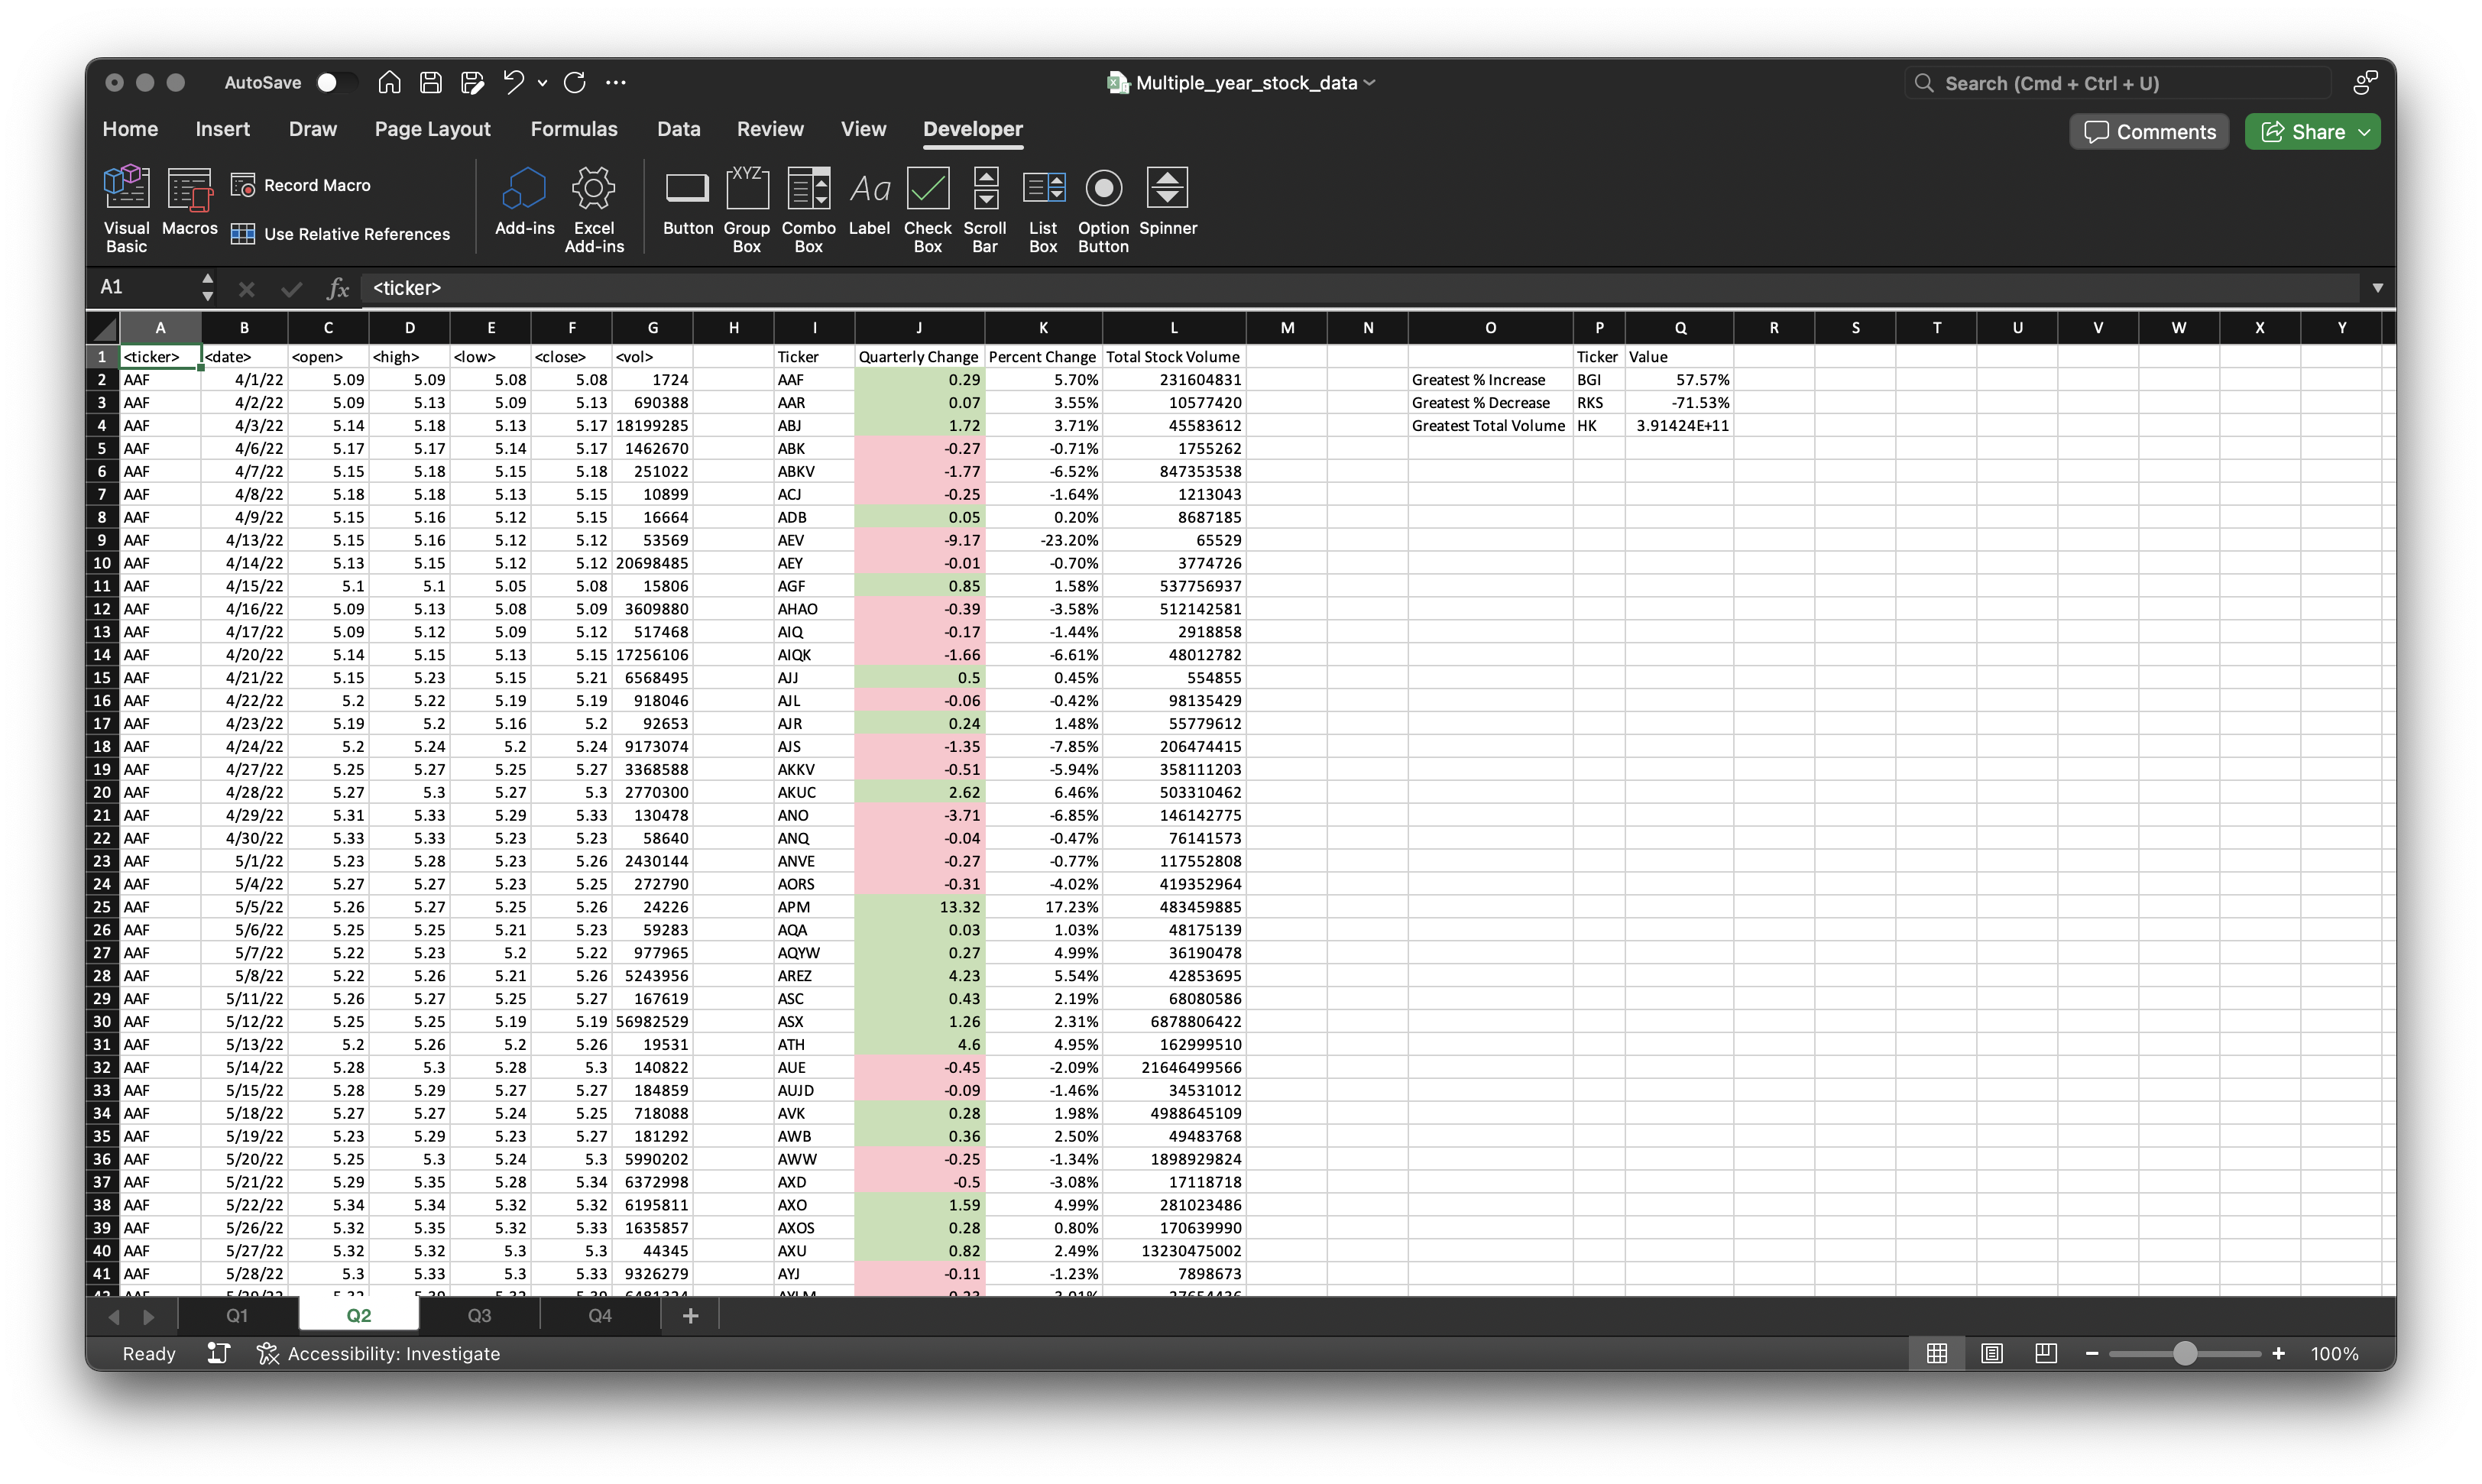 AutoSave Multiple_year_stock_data Search (Cmd + Ctrl + U)
Home Insert Draw Page Layout Formulas Data Review View Developer Comments Share
Visual Basic Macros Record Macro Use Relative References Add-ins Excel Add-ins Button Group Box Combo Box Label Check Box Scroll Bar List Box Option Button Spinner
XYZ Aa
A1 fx <ticker>
A B C D E F G H I J K L M N O P Q R S T U V W X Y
1 <ticker> <date> <open> <high> <low> <close> <vol> Ticker Quarterly Change Percent Change Total Stock Volume Ticker Value
2 AAF 4/1/22 5.09 5.09 5.08 5.08 1724 AAF 0.29 5.70% 231604831 Greatest % Increase BGI 57.57%
3 AAF 4/2/22 5.09 5.13 5.09 5.13 690388 AAR 0.07 3.55% 10577420 Greatest % Decrease RKS -71.53%
4 AAF 4/3/22 5.14 5.18 5.13 5.17 18199285 ABJ 1.72 3.71% 45583612 Greatest Total Volume HK 3.91424E+11
5 AAF 4/6/22 5.17 5.17 5.14 5.17 1462670 ABK -0.27 -0.71% 1755262
6 AAF 4/7/22 5.15 5.18 5.15 5.18 251022 ABKV -1.77 -6.52% 847353538
7 AAF 4/8/22 5.18 5.18 5.13 5.15 10899 ACJ -0.25 -1.64% 1213043
8 AAF 4/9/22 5.15 5.16 5.12 5.15 16664 ADB 0.05 0.20% 8687185
9 AAF 4/13/22 5.15 5.16 5.12 5.12 53569 AEV -9.17 -23.20% 65529
10 AAF 4/14/22 5.13 5.15 5.12 5.12 20698485 AEY -0.01 -0.70% 3774726
11 AAF 4/15/22 5.1 5.1 5.05 5.08 15806 AGF 0.85 1.58% 537756937
12 AAF 4/16/22 5.09 5.13 5.08 5.09 3609880 AHAO -0.39 -3.58% 512142581
13 AAF 4/17/22 5.09 5.12 5.09 5.12 517468 AIQ -0.17 -1.44% 2918858
14 AAF 4/20/22 5.14 5.15 5.13 5.15 17256106 AIQK -1.66 -6.61% 48012782
15 AAF 4/21/22 5.15 5.23 5.15 5.21 6568495 AJJ 0.5 0.45% 554855
16 AAF 4/22/22 5.2 5.22 5.19 5.19 918046 AJL -0.06 -0.42% 98135429
17 AAF 4/23/22 5.19 5.2 5.16 5.2 92653 AJR 0.24 1.48% 55779612
18 AAF 4/24/22 5.2 5.24 5.2 5.24 9173074 AJS -1.35 -7.85% 206474415
19 AAF 4/27/22 5.25 5.27 5.25 5.27 3368588 AKKV -0.51 -5.94% 358111203
20 AAF 4/28/22 5.27 5.3 5.27 5.3 2770300 AKUC 2.62 6.46% 503310462
21 AAF 4/29/22 5.31 5.33 5.29 5.33 130478 ANO -3.71 -6.85% 146142775
22 AAF 4/30/22 5.33 5.33 5.23 5.23 58640 ANQ -0.04 -0.47% 76141573
23 AAF 5/1/22 5.23 5.28 5.23 5.26 2430144 ANVE -0.27 -0.77% 117552808
24 AAF 5/4/22 5.27 5.27 5.23 5.25 272790 AORS -0.31 -4.02% 419352964
25 AAF 5/5/22 5.26 5.27 5.25 5.26 24226 APM 13.32 17.23% 483459885
26 AAF 5/6/22 5.25 5.25 5.21 5.23 59283 AQA 0.03 1.03% 48175139
27 AAF 5/7/22 5.22 5.23 5.2 5.22 977965 AQYW 0.27 4.99% 36190478
28 AAF 5/8/22 5.22 5.26 5.21 5.26 5243956 AREZ 4.23 5.54% 42853695
29 AAF 5/11/22 5.26 5.27 5.25 5.27 167619 ASC 0.43 2.19% 68080586
30 AAF 5/12/22 5.25 5.25 5.19 5.19 56982529 ASX 1.26 2.31% 6878806422
31 AAF 5/13/22 5.2 5.26 5.2 5.26 19531 ATH 4.6 4.95% 162999510
32 AAF 5/14/22 5.28 5.3 5.28 5.3 140822 AUE -0.45 -2.09% 21646499566
33 AAF 5/15/22 5.28 5.29 5.27 5.27 184859 AUJD -0.09 -1.46% 34531012
34 AAF 5/18/22 5.27 5.27 5.24 5.25 718088 AVK 0.28 1.98% 4988645109
35 AAF 5/19/22 5.23 5.29 5.23 5.27 181292 AWB 0.36 2.50% 49483768
36 AAF 5/20/22 5.25 5.3 5.24 5.3 5990202 AWW -0.25 -1.34% 1898929824
37 AAF 5/21/22 5.29 5.35 5.28 5.34 6372998 AXD -0.5 -3.08% 17118718
38 AAF 5/22/22 5.34 5.34 5.32 5.32 6195811 AXO 1.59 4.99% 281023486
39 AAF 5/26/22 5.32 5.35 5.32 5.33 1635857 AXOS 0.28 0.80% 170639990
40 AAF 5/27/22 5.32 5.32 5.3 5.3 44345 AXU 0.82 2.49% 13230475002
41 AAF 5/28/22 5.3 5.33 5.3 5.33 9326279 AYJ -0.11 -1.23% 7898673
Q1 Q2 Q3 Q4
Ready Accessibility: Investigate 100%